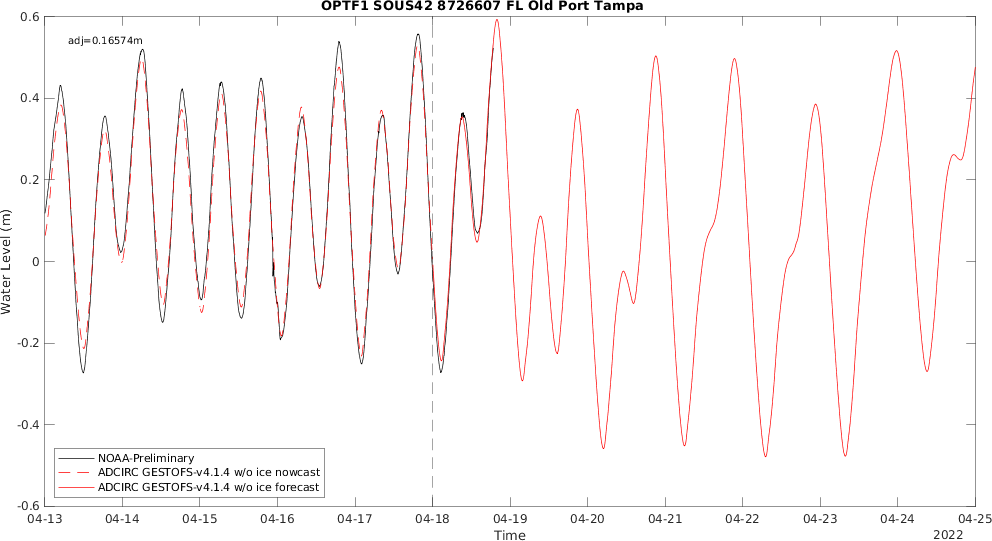 OPTF1 SOUS42 8726607 FL Old Port Tampa
adj=0.16574m
0.6
0.4
0.2
0
-0.2
-0.4
-0.6
Water Level (m)
NOAA-Preliminary
ADCIRC GESTOFS-v4.1.4 w/o ice nowcast
ADCIRC GESTOFS-v4.1.4 w/o ice forecast
04-13 04-14 04-15 04-16 04-17 04-18 04-19 04-20 04-21 04-22 04-23 04-24 04-25
Time
2022